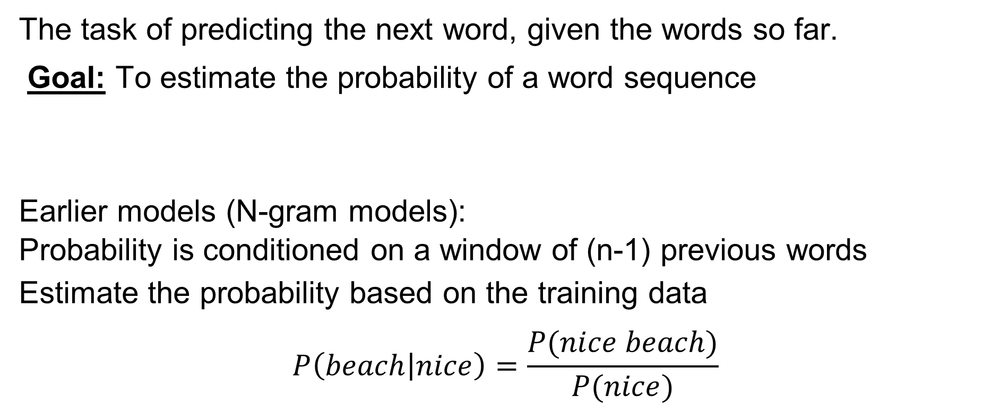 The task of predicting the next word, given the words so far.
Goal: To estimate the probability of a word sequence
Earlier models (N-gram models):
Probability is conditioned on a window of (n-1) previous words
Estimate the probability based on the training data
P(beach|nice) = P(nice beach) / P(nice)